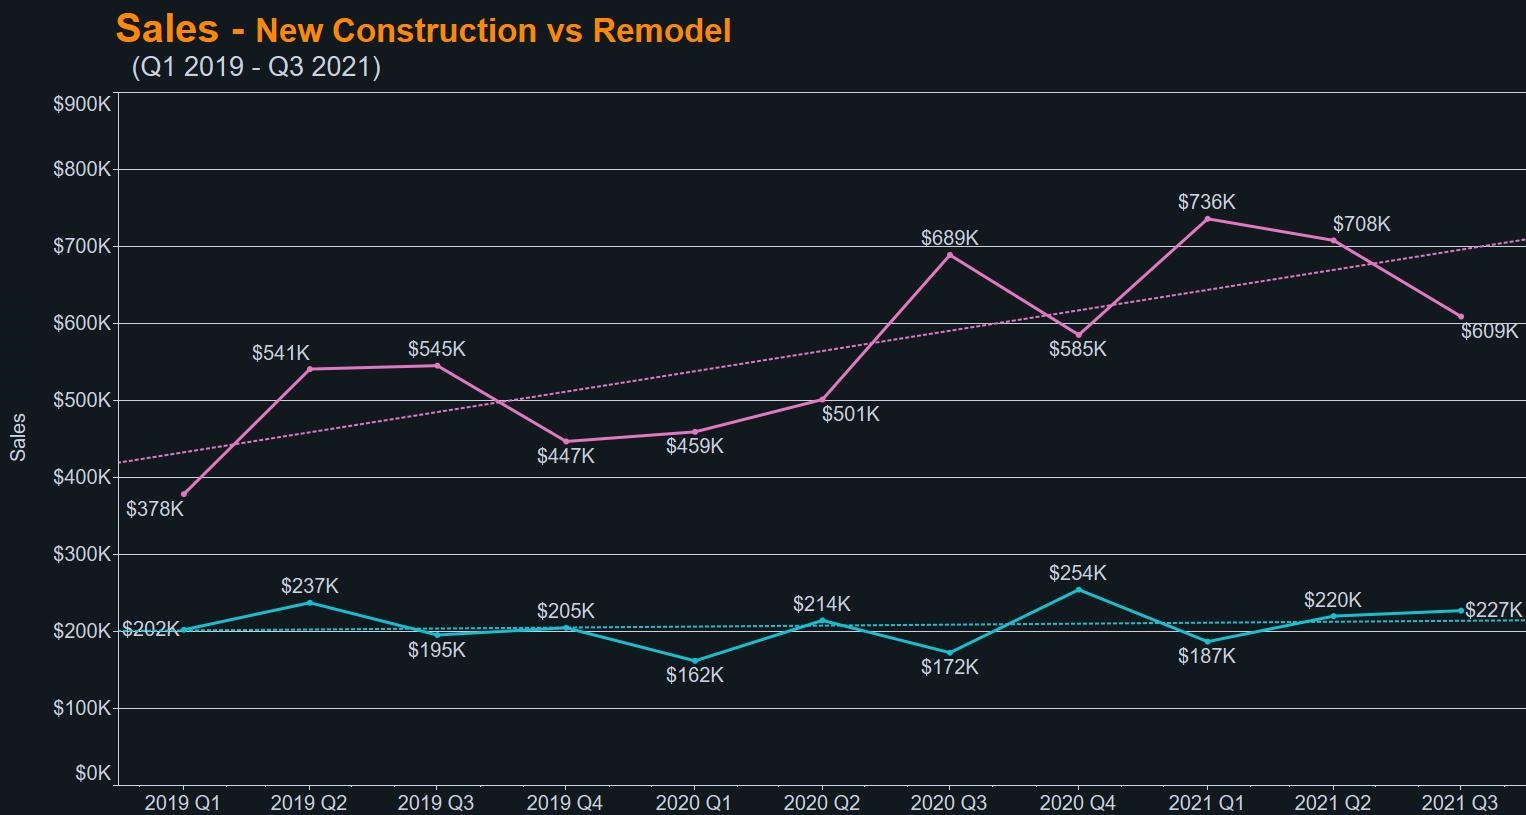 Sales - New Construction vs Remodel
(Q1 2019 - Q3 2021)
$900K
$800K
$736K
$708K
$700K
$689K
$600K
$609K
$585K
$541K
$545K
$500K
$501K
$447K
$459K
Sales
$400K
$378K
$300K
$237K
$254K
$205K
$214K
$220K
$227K
$200K
$202K
$195K
$187K
$162K
$172K
$100K
$0K
2019 Q1 2019 Q2 2019 Q3 2019 Q4 2020 Q1 2020 Q2 2020 Q3 2020 Q4 2021 Q1 2021 Q2 2021 Q3